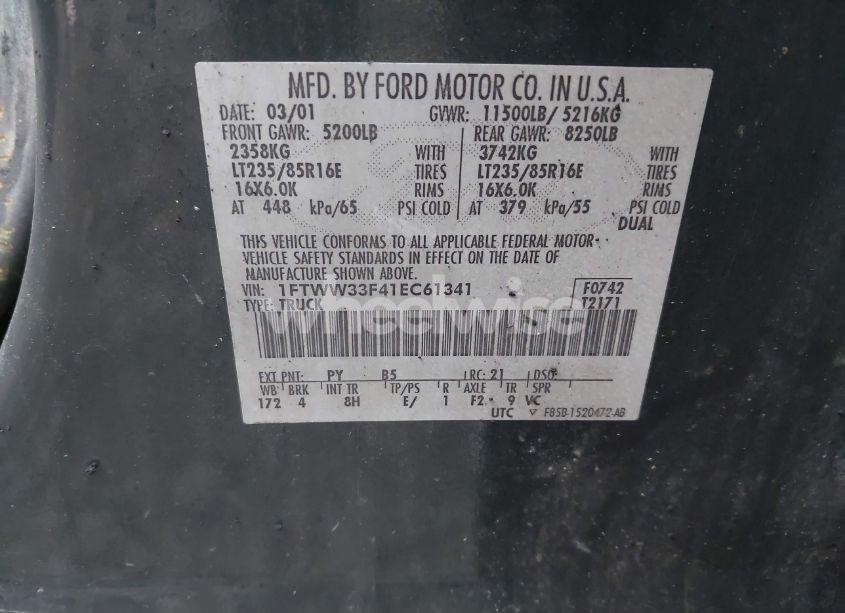 MFD. BY FORD MOTOR CO. IN U.S.A.
DATE: 03/01 GVWR: 11500LB/ 5216KG
FRONT GAWR: 5200LB REAR GAWR: 8250LB
2358KG WITH 3742KG WITH
LT235/85R16E TIRES LT235/85R16E TIRES
16X6.0K RIMS 16X6.0K RIMS
AT 448 kPa/65 PSI COLD AT 379 kPa/55 PSI COLD
DUAL
THIS VEHICLE CONFORMS TO ALL APPLICABLE FEDERAL MOTOR
VEHICLE SAFETY STANDARDS IN EFFECT ON THE DATE OF
MANUFACTURE SHOWN ABOVE.
VIN: 1FTWW33F41EC61341 F0742
TYPE: TRUCK T2171
wheelwise
EXT PNT: PY B5 RC: 21 DSO:
WB BRK INT TR TP/PS R AXLE TR SPR
172 4 8H E/ 1 F2 9 VC
UTC ▽ F85B-1520472-AB